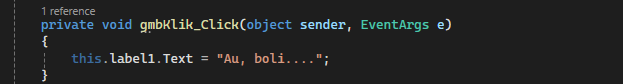 1 reference
private void gmbKlik_Click(object sender, EventArgs e)
{
this.label1.Text = "Au, boli....";
}